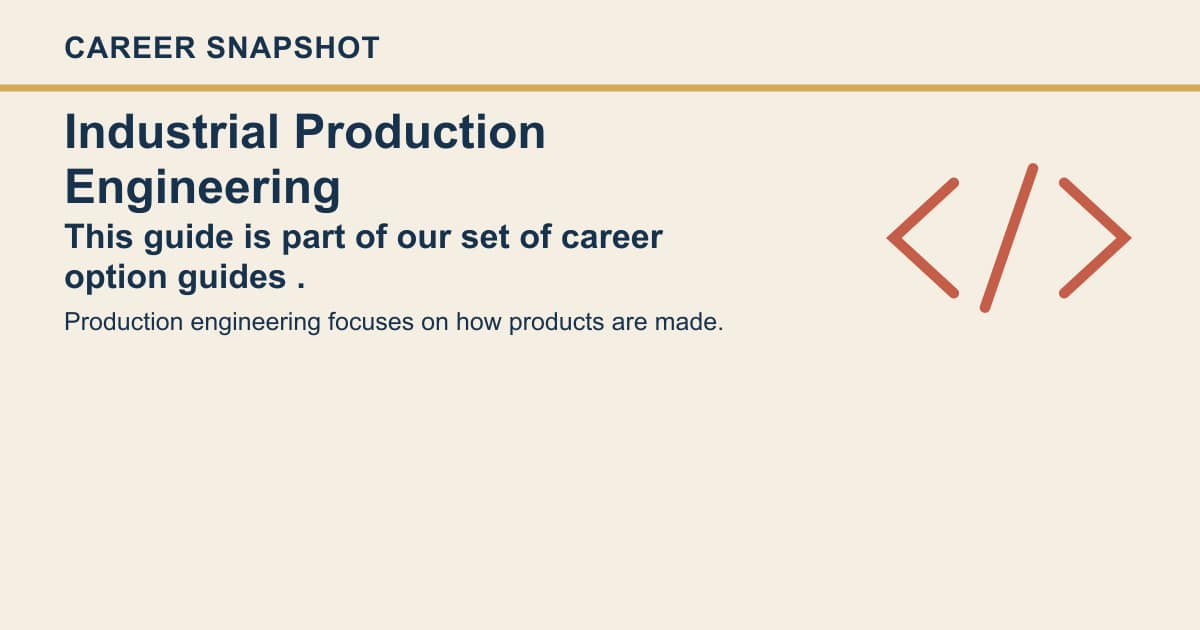 CAREER SNAPSHOT
Industrial Production
Engineering
This guide is part of our set of career
option guides .
Production engineering focuses on how products are made.